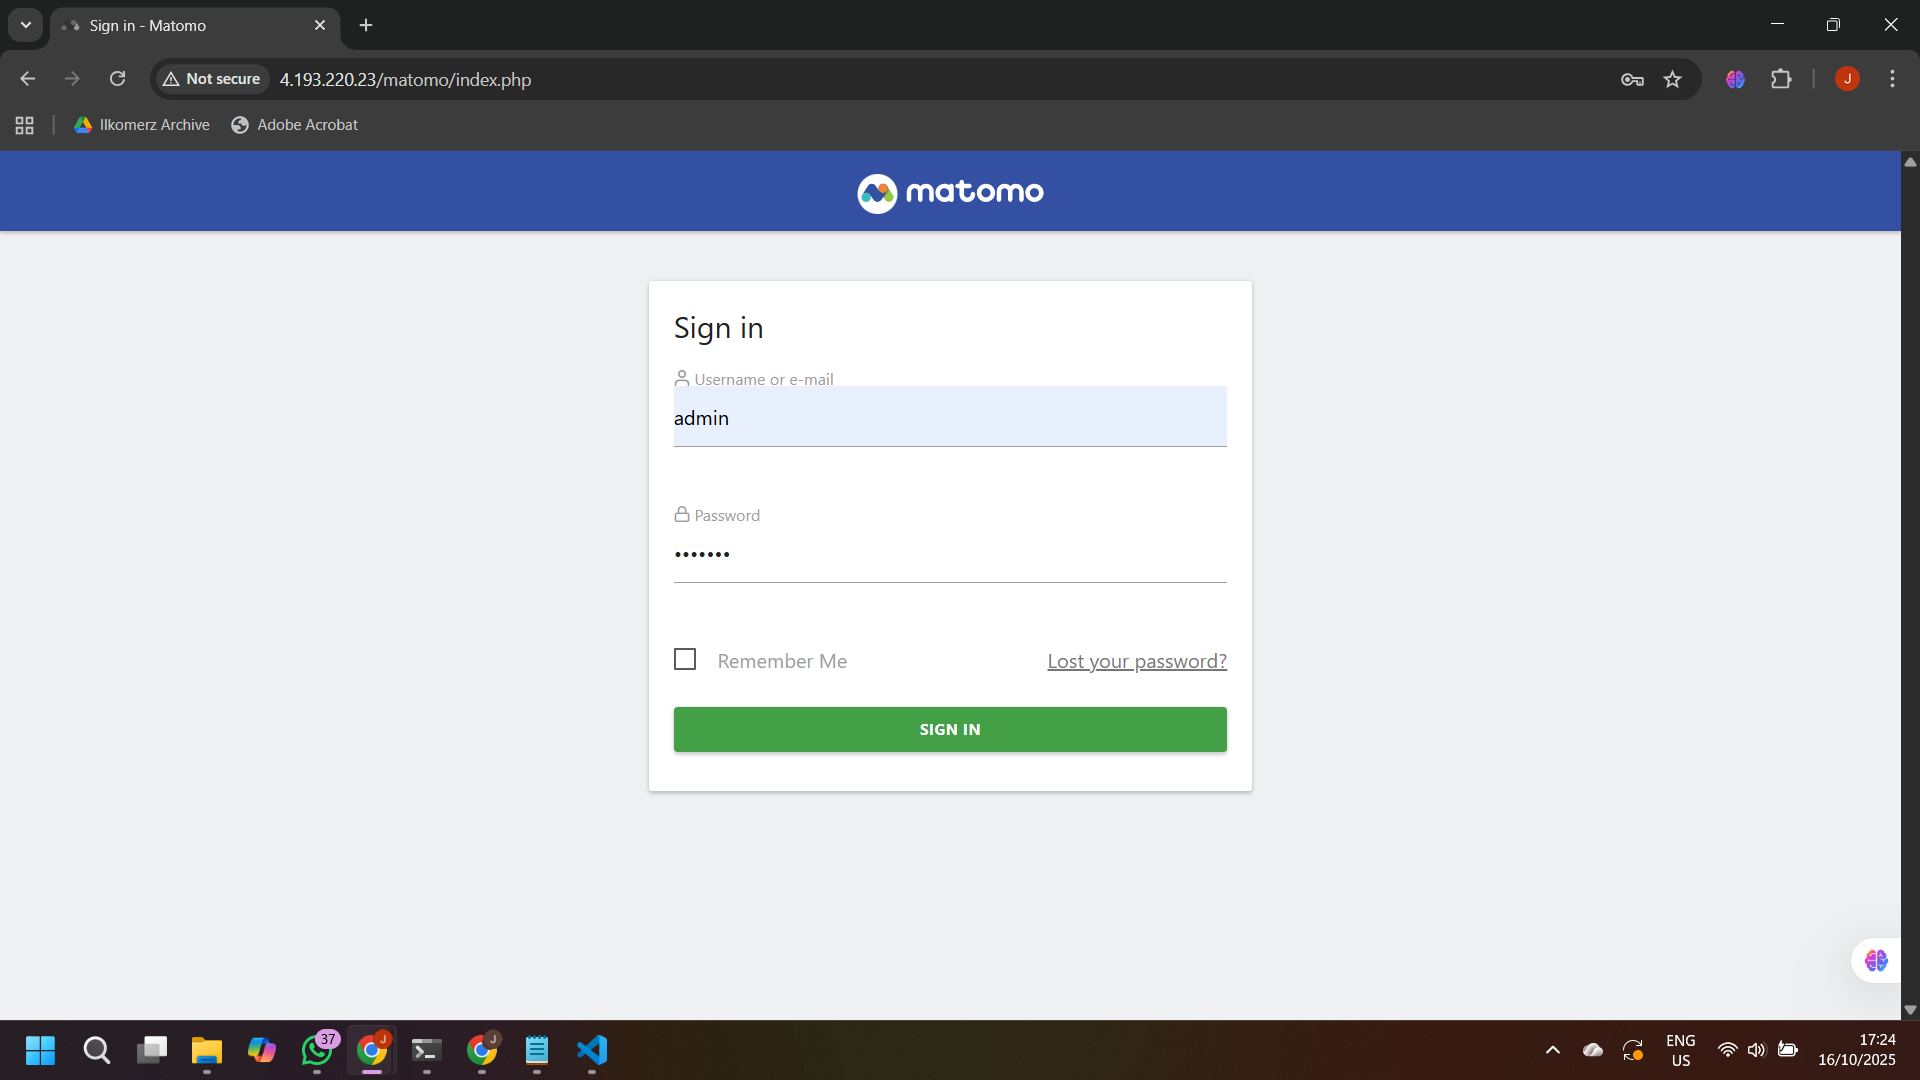 Sign in - Matomo
Not secure
4.193.220.23/matomo/index.php
J
Ilkomerz Archive
Adobe Acrobat
matomo
Sign in
Username or e-mail
admin
Password
•••••••
Remember Me
Lost your password?
SIGN IN
37
J
J
ENG
US
17:24
16/10/2025